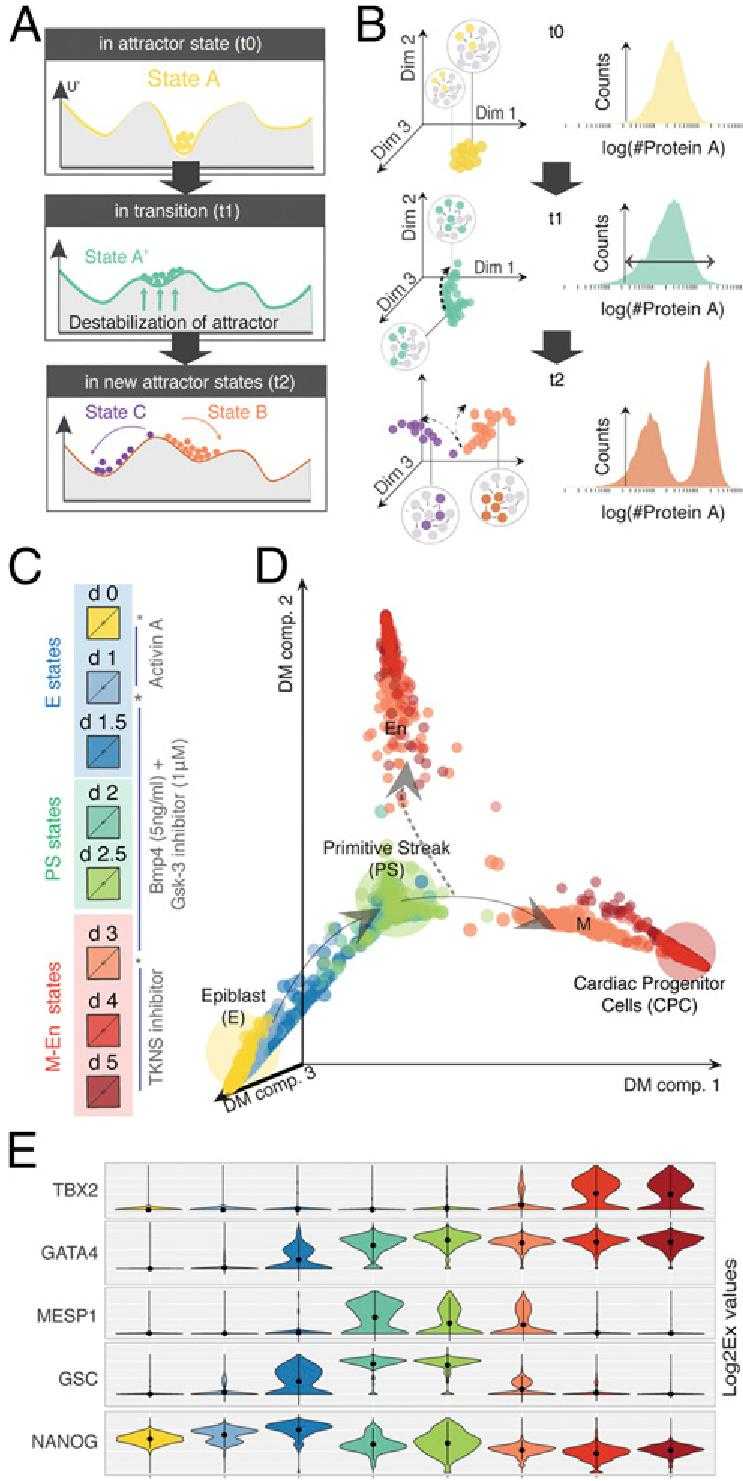 A
in attractor state (t0)
U'
State A
in transition (t1)
State A'
Destabilization of attractor
in new attractor states (t2)
State C
State B
B
Dim 2
Dim 1
Dim 3
t0
Counts
log(#Protein A)
Dim 2
Dim 1
Dim 3
t1
Counts
log(#Protein A)
Dim 3
t2
Counts
log(#Protein A)
C
E states
PS states
M-En states
d 0
d 1
d 1.5
d 2
d 2.5
d 3
d 4
d 5
*
Activin A
*
Bmp4 (5ng/ml) +
Gsk-3 inhibitor (1µM)
*
TKNS inhibitor
D
DM comp. 2
En
Primitive Streak
(PS)
M
Epiblast
(E)
Cardiac Progenitor
Cells (CPC)
DM comp. 3
DM comp. 1
E
TBX2
GATA4
MESP1
GSC
NANOG
Log2Ex values